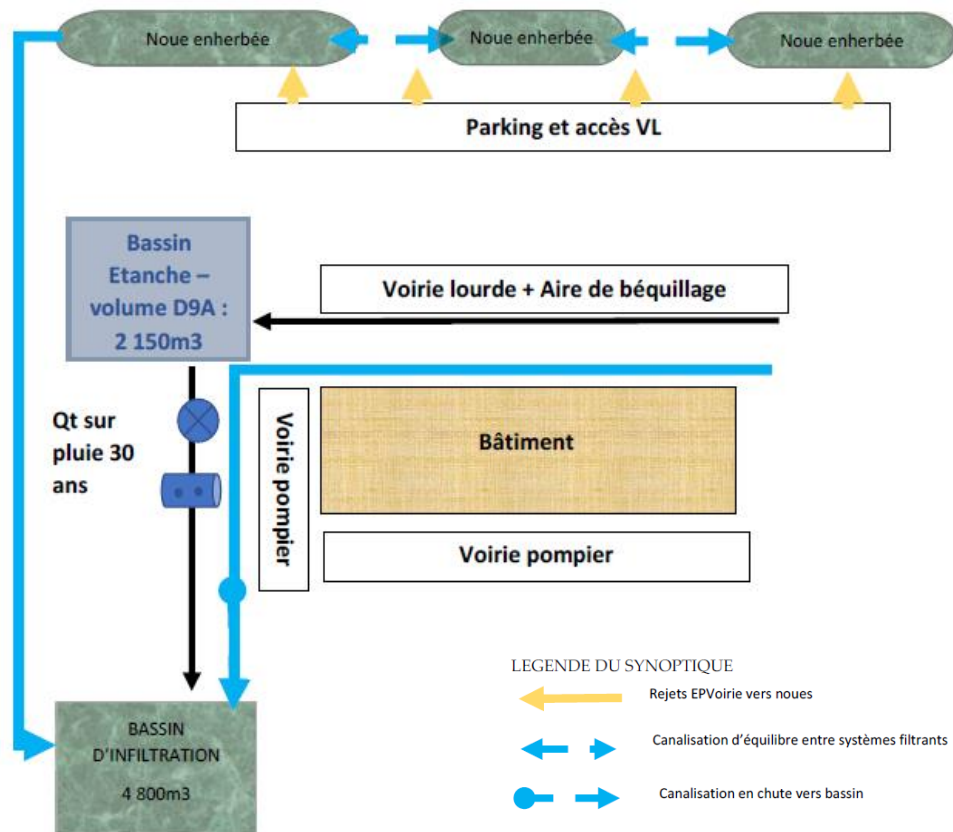 Noue enherbée
Noue enherbée
Noue enherbée
Parking et accès VL
Bassin
Etanche –
volume D9A :
2 150m3
Voirie lourde + Aire de béquillage
Qt sur
pluie 30
ans
Voirie pompier
Bâtiment
Voirie pompier
BASSIN
D'INFILTRATION
4 800m3
LEGENDE DU SYNOPTIQUE
Rejets EPVoirie vers noues
Canalisation d'équilibre entre systèmes filtrants
Canalisation en chute vers bassin